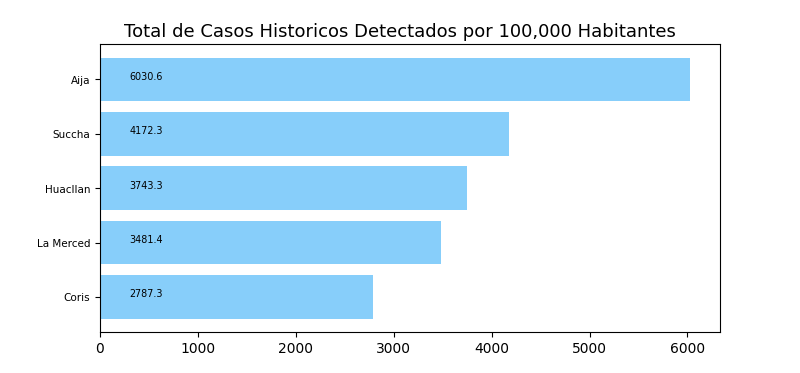 Total de Casos Historicos Detectados por 100,000 Habitantes
Aija 6030.6
Succha 4172.3
Huacllan 3743.3
La Merced 3481.4
Coris 2787.3
0 1000 2000 3000 4000 5000 6000